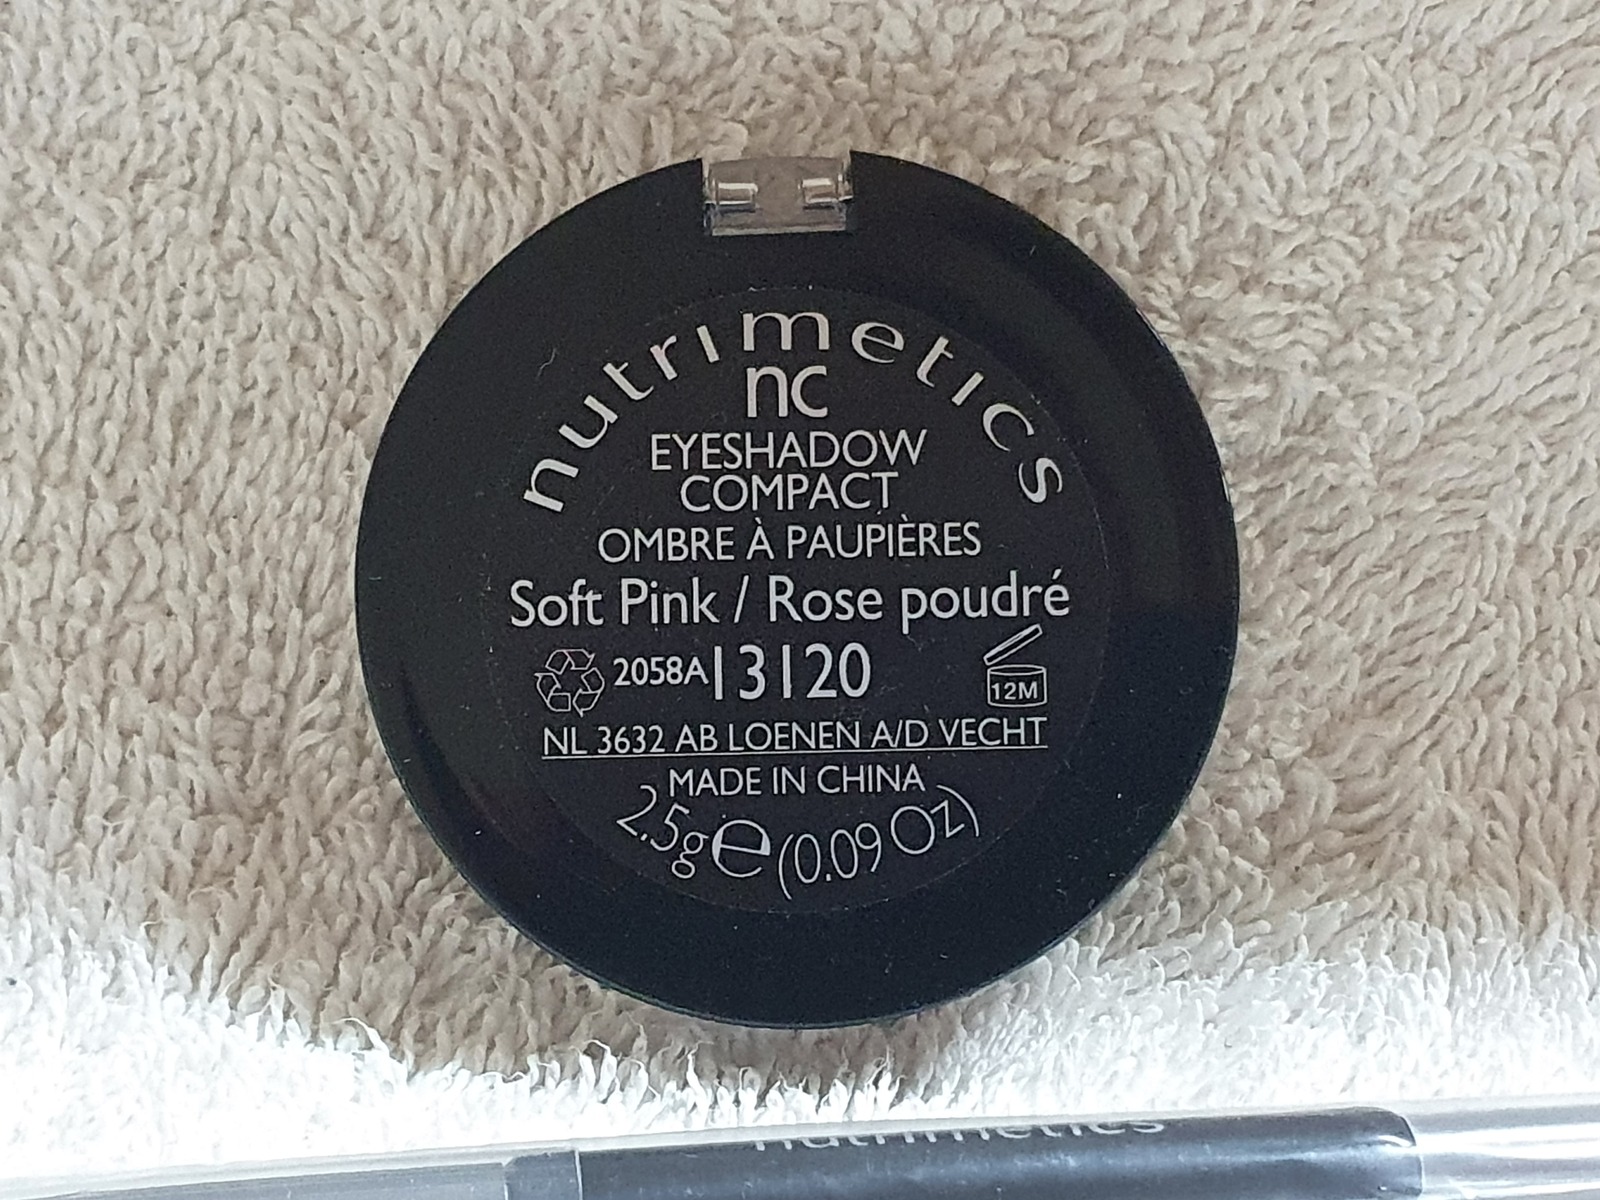 nutrimetics
nc
EYESHADOW
COMPACT
OMBRE À PAUPIÈRES
Soft Pink / Rose poudré
2058A 13120
12M
NL 3632 AB LOENEN A/D VECHT
MADE IN CHINA
2.5g e (0.09 Oz)
nutrimetics